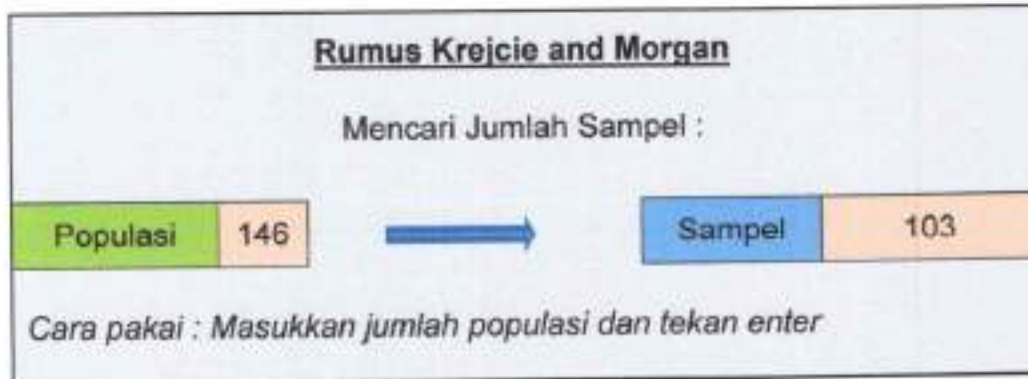 Rumus Krejcie and Morgan
Mencari Jumlah Sampel :
Populasi 146 Sampel 103
Cara pakai : Masukkan jumlah populasi dan tekan enter